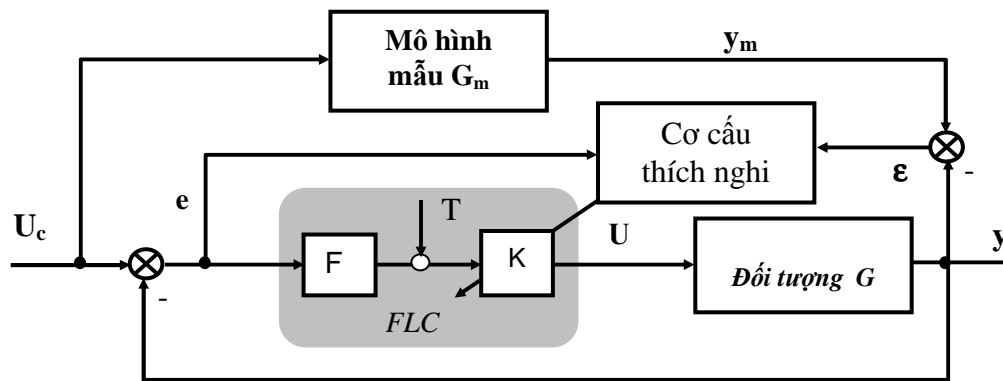 Mô hình
mẫu Gm
ym
Cơ cấu
thích nghi
ε
-
e
T
Uc
F
K
U
Đối tượng G
y
-
FLC